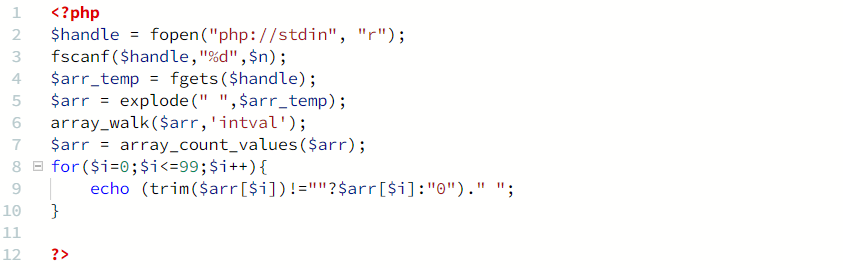 1 <?php
2 $handle = fopen("php://stdin", "r");
3 fscanf($handle,"%d",$n);
4 $arr_temp = fgets($handle);
5 $arr = explode(" ",$arr_temp);
6 array_walk($arr,'intval');
7 $arr = array_count_values($arr);
8 for($i=0;$i<=99;$i++){
9     echo (trim($arr[$i])!=""?$arr[$i]:"0")." ";
10 }
11
12 ?>